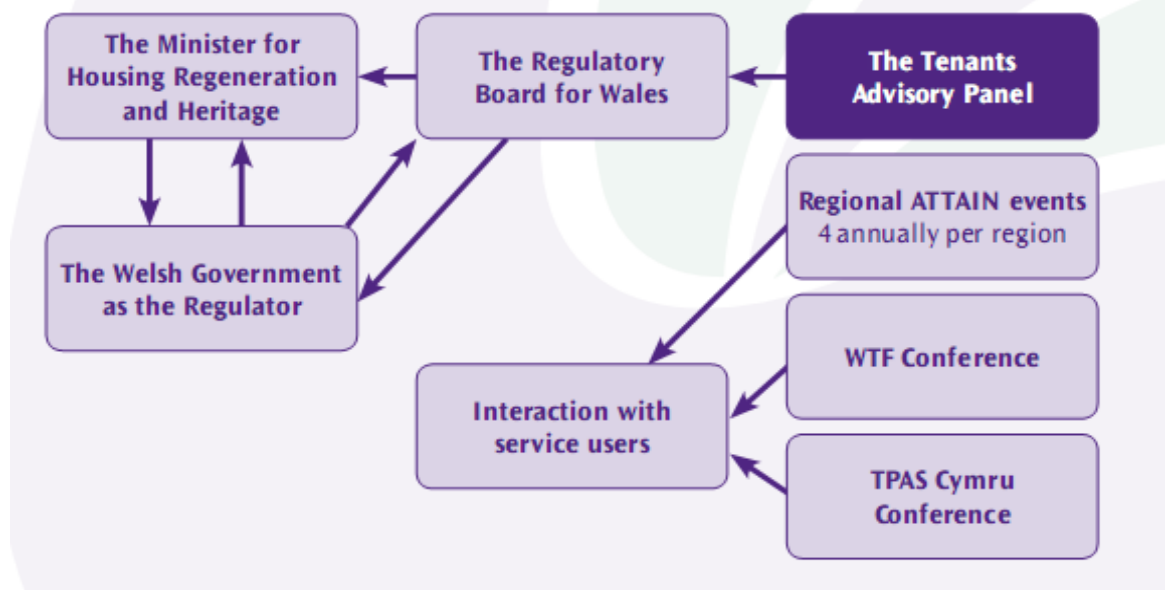 The Minister for
Housing Regeneration
and Heritage
The Regulatory
Board for Wales
The Tenants
Advisory Panel
Regional ATTAIN events
4 annually per region
The Welsh Government
as the Regulator
WTF Conference
Interaction with
service users
TPAS Cymru
Conference